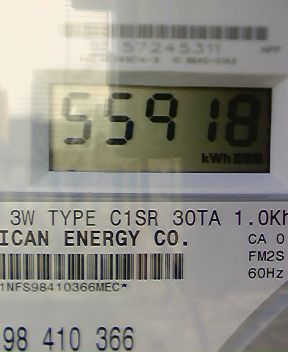 57245311
55918
kWh
3W TYPE C1SR 30TA 1.0Kh
ICAN ENERGY CO.
CA 0
FM2S
60Hz
1NFS98410366MEC*
98 410 366